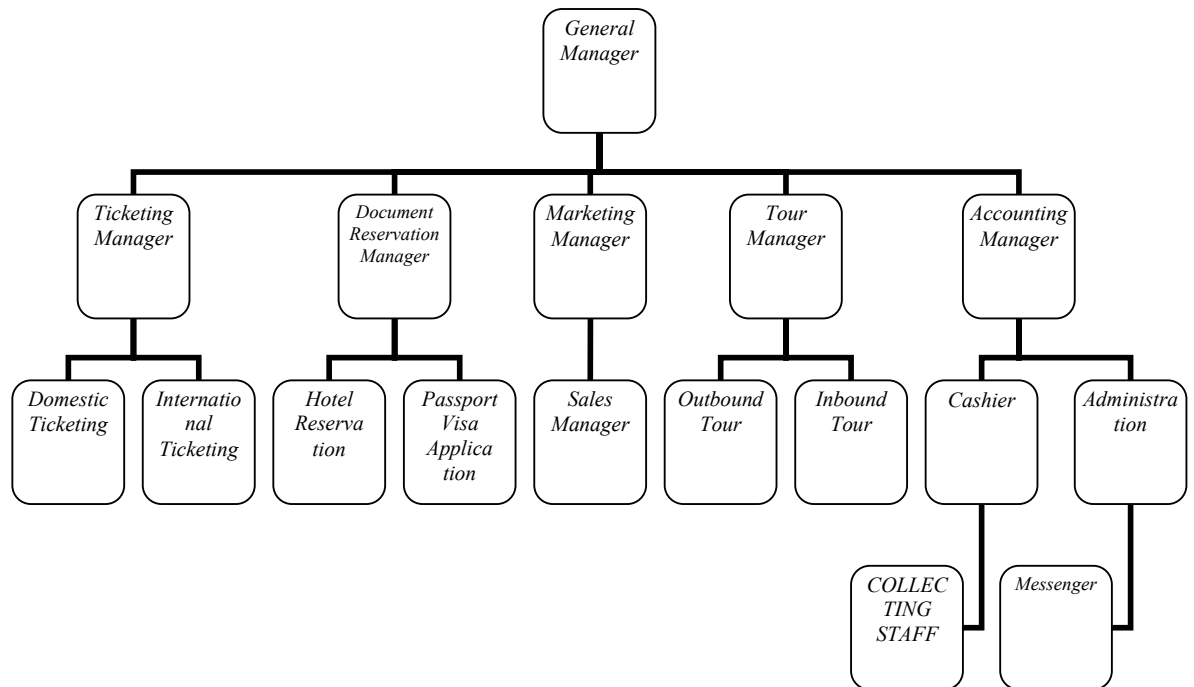 General
Manager
Ticketing
Manager
Document
Reservation
Manager
Marketing
Manager
Tour
Manager
Accounting
Manager
Domestic
Ticketing
Internatio
nal
Ticketing
Hotel
Reserva
tion
Passport
Visa
Applica
tion
Sales
Manager
Outbound
Tour
Inbound
Tour
Cashier
Administra
tion
COLLEC
TING
STAFF
Messenger